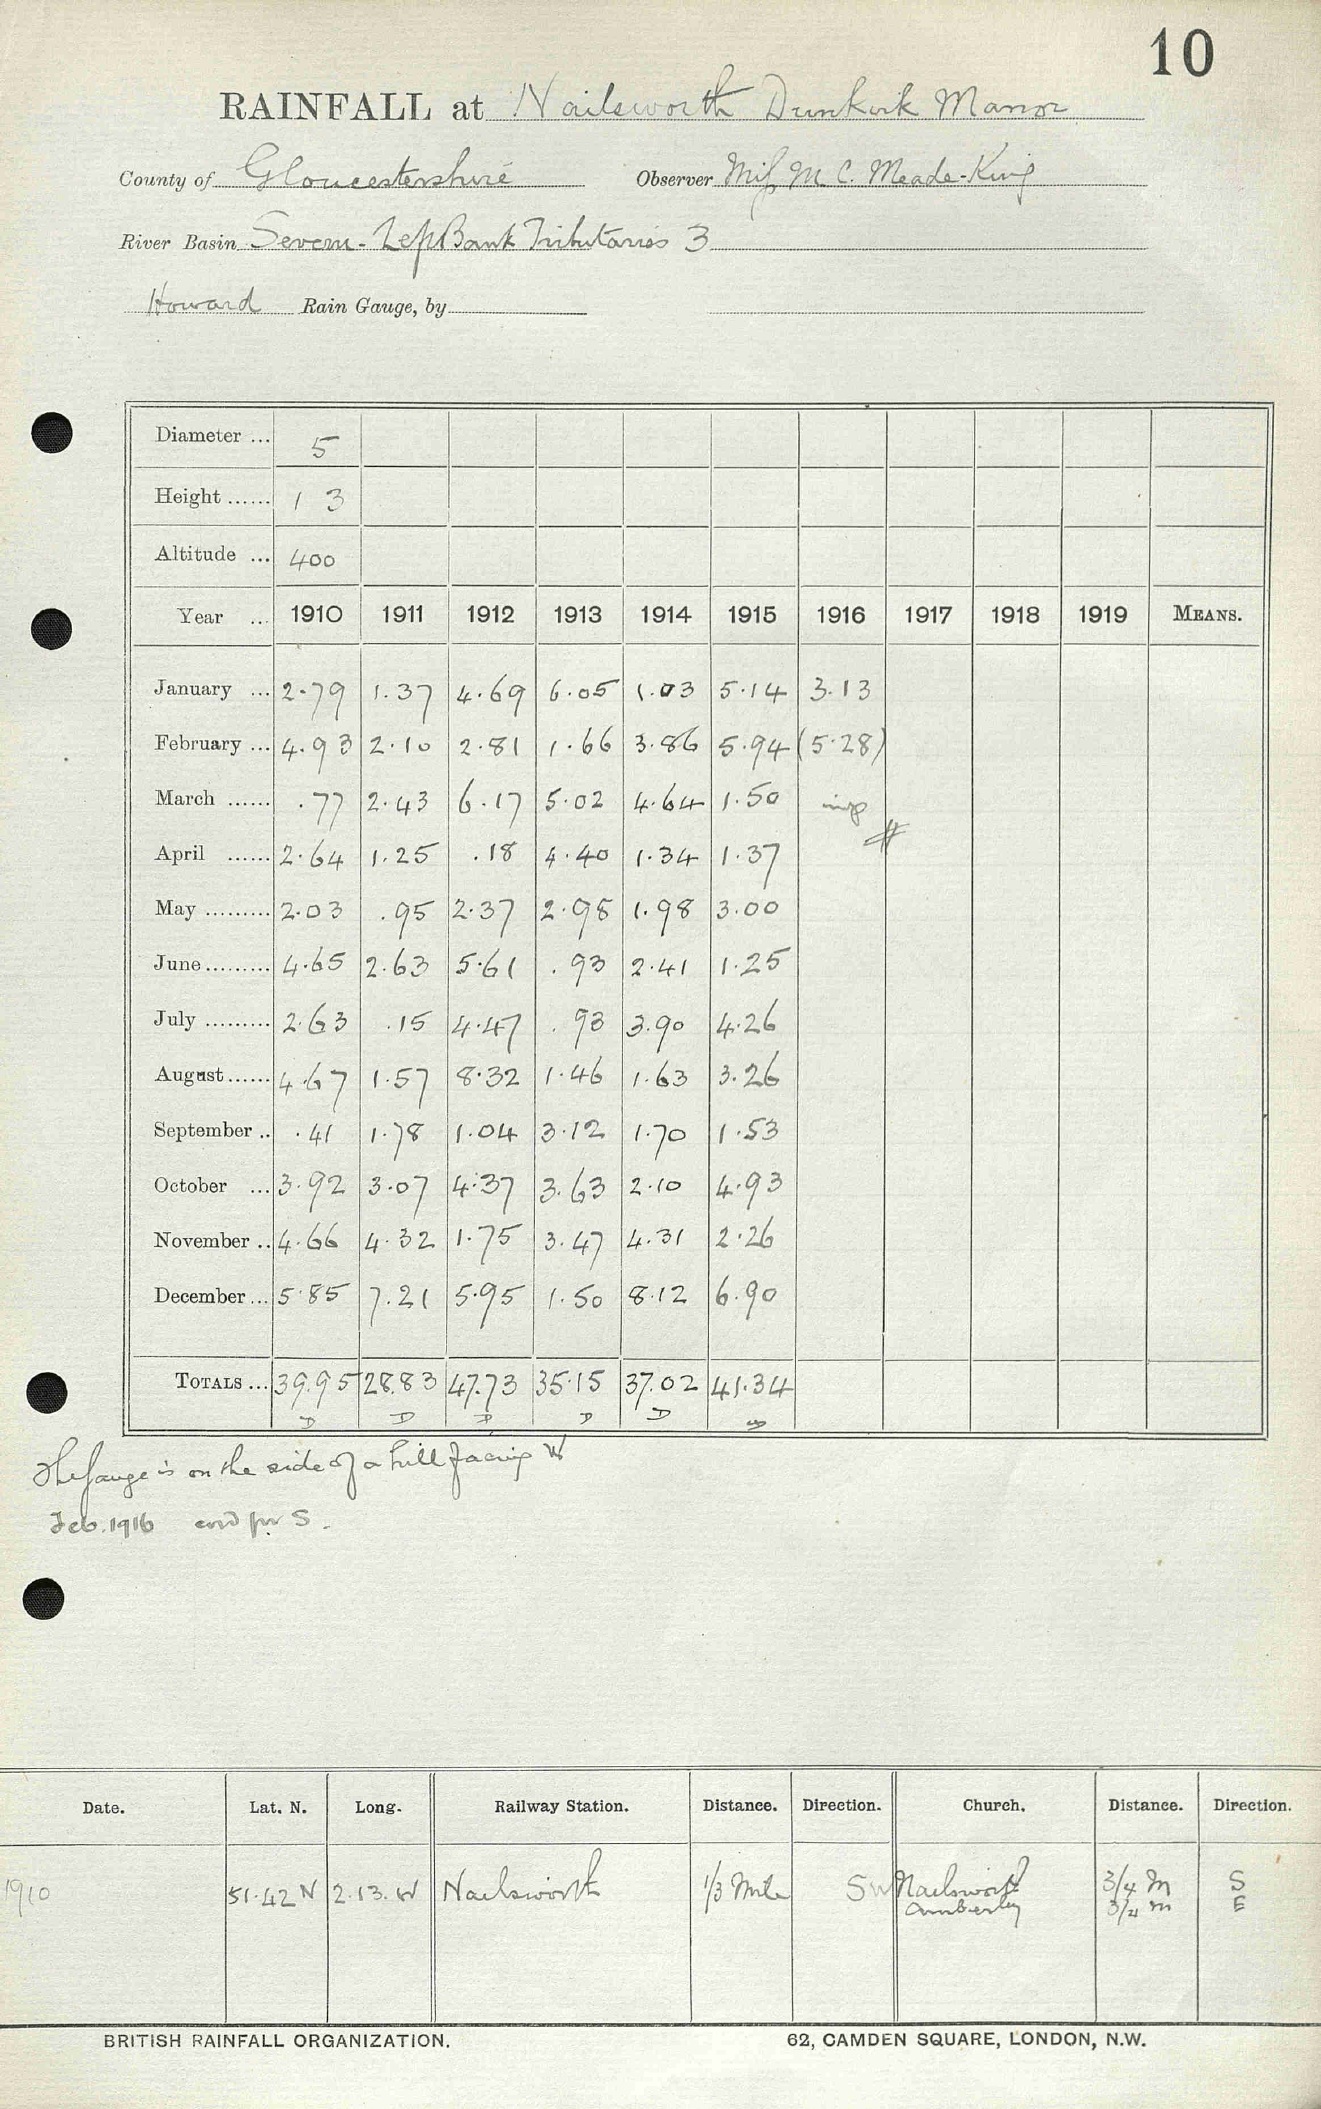 10
RAINFALL at Nailsworth Dunkirk Manor
County of Gloucestershire Observer Miss M C. Meade-King
River Basin Severn - Left Bank Tributaries 3
Howard Rain Gauge, by
Diameter ... 5
Height ...... 1 3
Altitude ... 400
Year ... 1910 1911 1912 1913 1914 1915 1916 1917 1918 1919 MEANS.
January ... 2.79 1.37 4.69 6.05 1.03 5.14 3.13
February ... 4.93 2.10 2.81 1.66 3.86 5.94 (5.28)
March ...... .77 2.43 6.17 5.02 4.64 1.50
April ...... 2.64 1.25 .18 4.40 1.34 1.37 #
May ......... 2.03 .95 2.37 2.98 1.98 3.00
June ......... 4.65 2.63 5.61 .93 2.41 1.25
July ......... 2.63 .15 4.47 .93 3.90 4.26
August ...... 4.67 1.57 8.32 1.46 1.63 3.26
September .. .41 1.78 1.04 3.12 1.70 1.53
October ... 3.92 3.07 4.37 3.63 2.10 4.93
November .. 4.66 4.32 1.75 3.47 4.31 2.26
December ... 5.85 7.21 5.95 1.50 8.12 6.90
TOTALS ... 39.95 28.83 47.73 35.15 37.02 41.34
D D D D D
The gauge is on the side of a hill facing W
Feb. 1916 for S.
Date. Lat. N. Long. Railway Station. Distance. Direction. Church. Distance. Direction.
1910 51.42 N 2.13. W Nailsworth 1/3 Mile SW Nailsworth 3/4 M S
Amberley 3/4 m E
BRITISH RAINFALL ORGANIZATION. 62, CAMDEN SQUARE, LONDON, N.W.